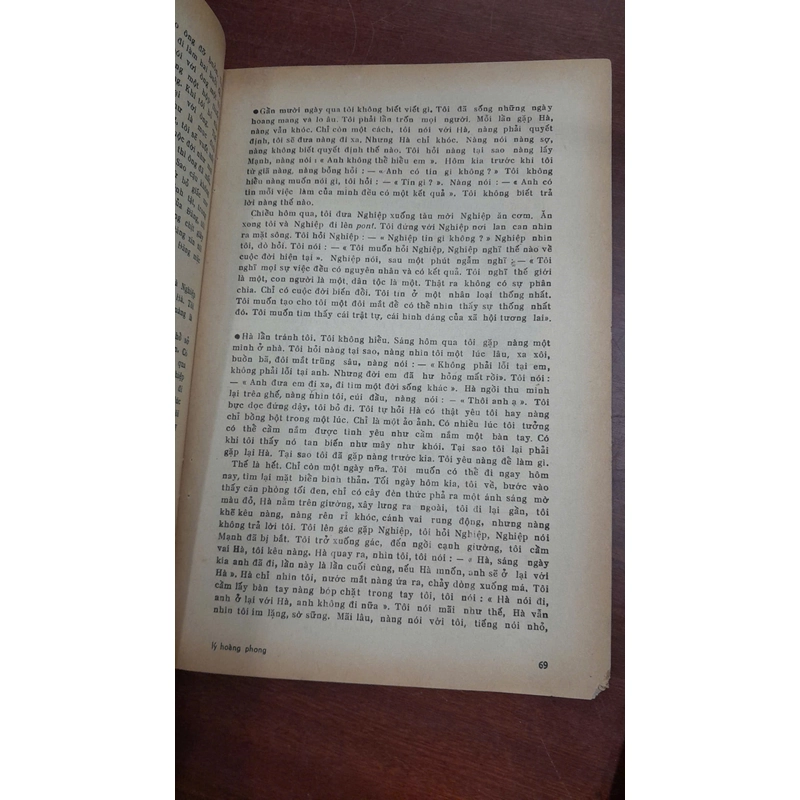 o ông đồ
đi làm hai
ói với ông
●Gần mười ngày qua tôi không biết viết gì. Tôi đã sống những ngày
hoang mang và lo âu. Tôi phải lẩn trốn mọi người. Mỗi lần gặp Hà,
nàng vẫn khóc. Chỉ còn một cách, tôi nói với Hà, nàng phải quyết
định, tôi sẽ đưa nàng đi xa. Nhưng Hà chỉ khóc. Nàng nói nàng sợ,
nàng không biết quyết định thế nào. Tôi hỏi nàng tại sao nàng lấy
Mạnh, nàng nói : « Anh không thể hiểu em ». Hôm kia trước khi tôi
từ giã nàng, nàng bỗng hỏi : — « Anh có tin gì không ? » Tôi không
hiểu nàng muốn nói gì, tôi hỏi : — « Tin gì ? ». Nàng nói : — « Anh có
tin mỗi việc làm của mình đều có một kết quả ». Tôi không biết trả
lời nàng thế nào.
Chiều hôm qua, tôi đưa Nghiệp xuống tàu mời Nghiệp ăn cơm. Ăn
xong tôi và Nghiệp đi lên pont. Tôi đứng với Nghiệp nơi lan can nhìn
ra mặt sông. Tôi hỏi Nghiệp : — « Nghiệp tin gì không ? » Nghiệp nhìn
tôi, dò hỏi. Tôi nói : — « Tôi muốn hỏi Nghiệp, Nghiệp nghĩ thế nào về
cuộc đời hiện tại ». Nghiệp nói, sau một phút ngẫm nghĩ : — « Tôi
nghĩ mọi sự việc đều có nguyên nhân và có kết quả. Tôi nghĩ thế giới
là một, con người là một, dân tộc là một. Thật ra không có sự phân
chia. Chỉ có cuộc đời biến đổi. Tôi tin ở một nhân loại thống nhất.
Tôi muốn tạo cho tôi một đôi mắt để có thể nhìn thấy sự thống nhất
đó. Tôi muốn tìm thấy cái trật tự, cái hình dáng của xã hội tương lai».
●Hà lẩn tránh tôi. Tôi không hiểu. Sáng hôm qua tôi gặp nàng một
mình ở nhà. Tôi hỏi nàng tại sao, nàng nhìn tôi một lúc lâu, xa xôi,
buồn bã, đôi mắt trũng sâu, nàng nói : — « Không phải lỗi tại em,
không phải lỗi tại anh. Nhưng đời em đã hư hỏng mất rồi». Tôi nói :
— « Anh đưa em đi xa, đi tìm một đời sống khác ». Hà ngồi thu mình
lại trên ghế, nàng nhìn tôi, cúi đầu, nàng nói : — « Thôi anh ạ ». Tôi
bực dọc đứng dậy, tôi bỏ đi. Tôi tự hỏi Hà có thật yêu tôi hay nàng
chỉ bồng bột trong một lúc. Chỉ là một ảo ảnh. Có nhiều lúc tôi tưởng
có thể cầm nắm được tình yêu như cầm nắm một bàn tay. Có
khi tôi thấy nó tan biến như mây như khói. Tại sao tôi lại phải
gặp lại Hà. Tại sao tôi đã gặp nàng trước kia. Tôi yêu nàng để làm gì.
Thế là hết. Chỉ còn một ngày nữa. Tôi muốn có thể đi ngay hôm
nay, tìm lại mặt biển bình thản. Tối ngày hôm kia, tôi về, bước vào
thấy căn phòng tối đen, chỉ có cây đèn thức phả ra một ánh sáng mờ
màu đỏ, Hà nằm trên giường, xây lưng ra ngoài, tôi đi lại gần, tôi
khẽ kêu nàng, nàng rên rỉ khóc, cánh vai rung động, nhưng nàng
không trả lời tôi. Tôi lên gác gặp Nghiệp, tôi hỏi Nghiệp, Nghiệp nói
Mạnh đã bị bắt. Tôi trở xuống gác, đến ngồi cạnh giường, tôi cầm
vai Hà, tôi kêu nàng. Hà quay ra, nhìn tôi, tôi nói : — « Hà, sáng ngày
kia anh đã đi, lần này là lần cuối cùng, nếu Hà mnốn, anh sẽ ở lại với
Hà ». Hà chỉ nhìn tôi, nước mắt nàng ứa ra, chảy dòng xuống má. Tôi
cầm lấy bàn tay nàng bóp chặt trong tay tôi, tôi nói : « Hà nói đi,
anh ở lại với Hà, anh không đi nữa ». Tôi nói mãi như thế, Hà vẫn
nhìn tôi im lặng, sờ sững. Mãi lâu, nàng nói với tôi, tiếng nói nhỏ,
lý hoàng phong
69